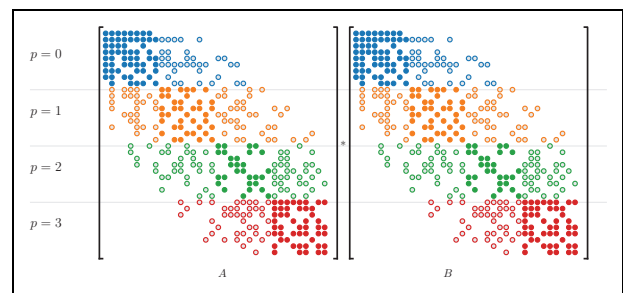 p = 0
p = 1
*
p = 2
p = 3
A B